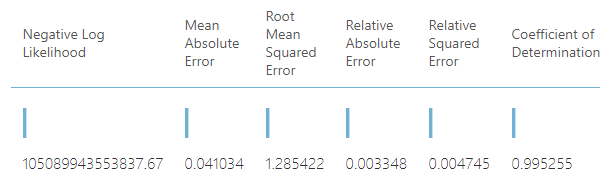 Negative Log Likelihood
Mean Absolute Error
Root Mean Squared Error
Relative Absolute Error
Relative Squared Error
Coefficient of Determination
105089943553837.67 0.041034 1.285422 0.003348 0.004745 0.995255